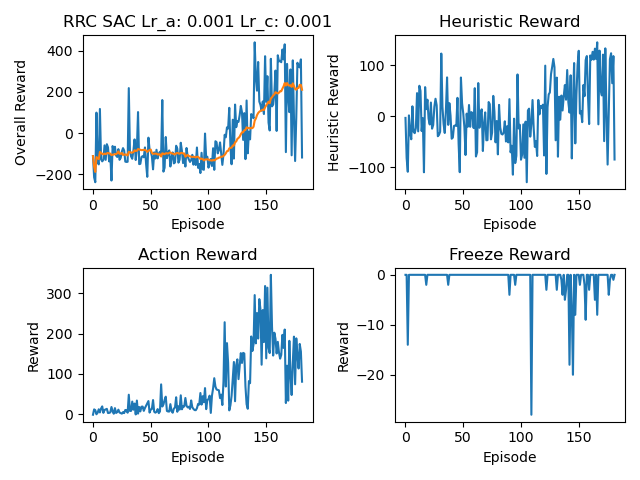 RRC SAC Lr_a: 0.001 Lr_c: 0.001
Overall Reward
400
200
0
−200
0
50
100
150
Episode
Heuristic Reward
Heuristic Reward
100
0
−100
0
50
100
150
Episode
Action Reward
Reward
300
200
100
0
0
50
100
150
Episode
Freeze Reward
Reward
0
−10
−20
0
50
100
150
Episode